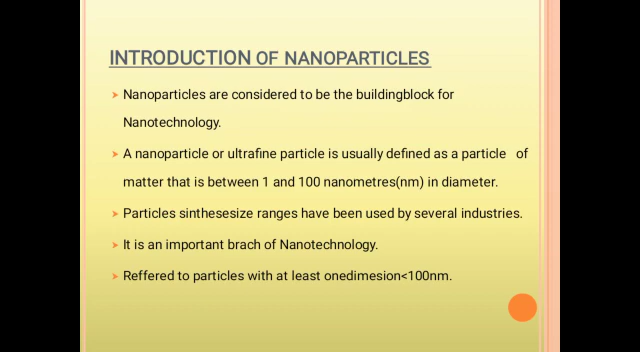 INTRODUCTION OF NANOPARTICLES
Nanoparticles are considered to be the buildingblock for
Nanotechnology.
A nanoparticle or ultrafine particle is usually defined as a particle of
matter that is between 1 and 100 nanometres(nm) in diameter.
Particles sinthesesize ranges have been used by several industries.
It is an important brach of Nanotechnology.
Reffered to particles with at least onedimesion<100nm.